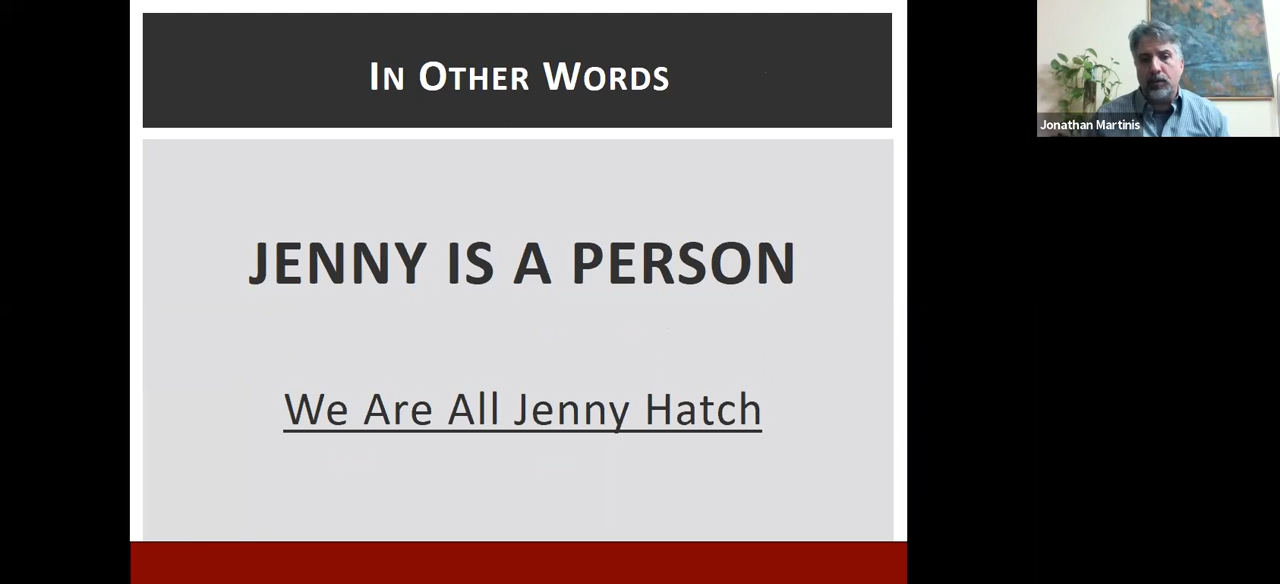 In Other Words
JENNY IS A PERSON
We Are All Jenny Hatch
Jonathan Martinis